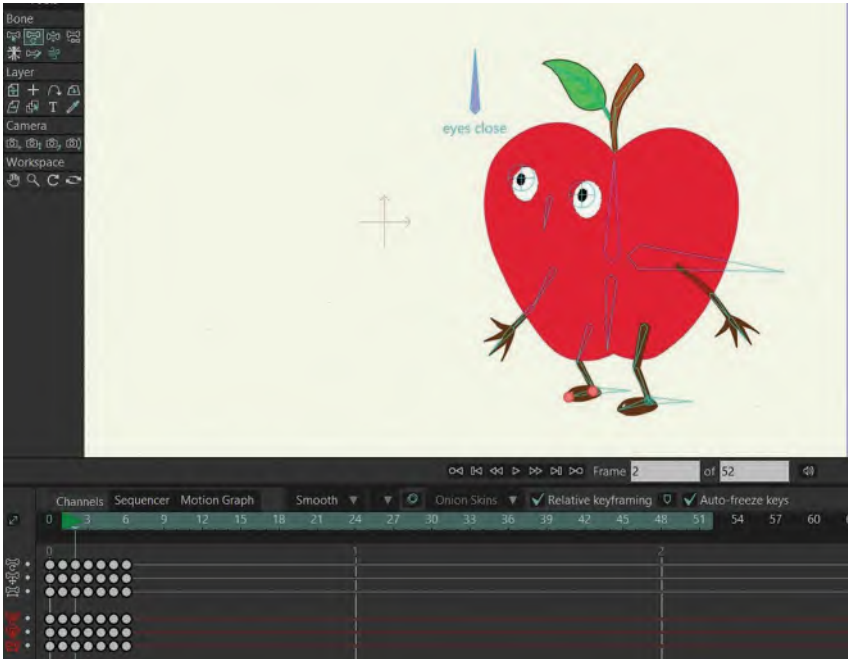 Bone
Layer
T
Camera
Workspace
eyes close
Frame 2 of 52
Channels Sequencer Motion Graph Smooth Onion Skins Relative keyframing Auto-freeze keys
0 3 6 9 12 15 18 21 24 27 30 33 36 39 42 45 48 51 54 57 60
0 1 2